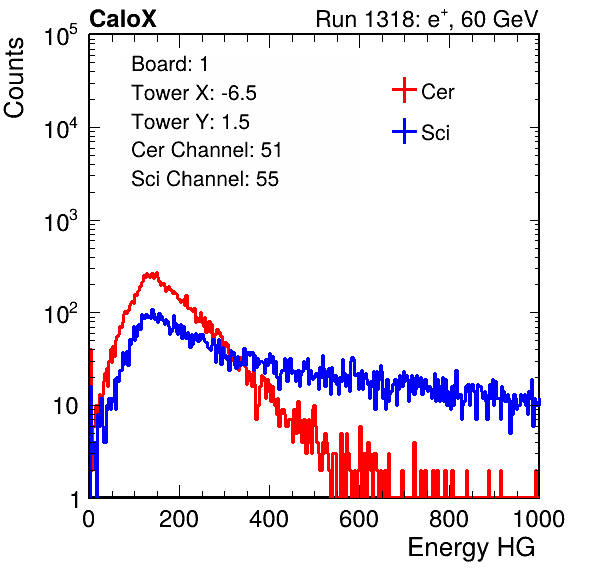 CaloX Run 1318: e⁺, 60 GeV
Counts
Board: 1
Tower X: -6.5
Tower Y: 1.5
Cer Channel: 51
Sci Channel: 55
Cer
Sci
10⁵
10⁴
10³
10²
10
1
0 200 400 600 800 1000
Energy HG